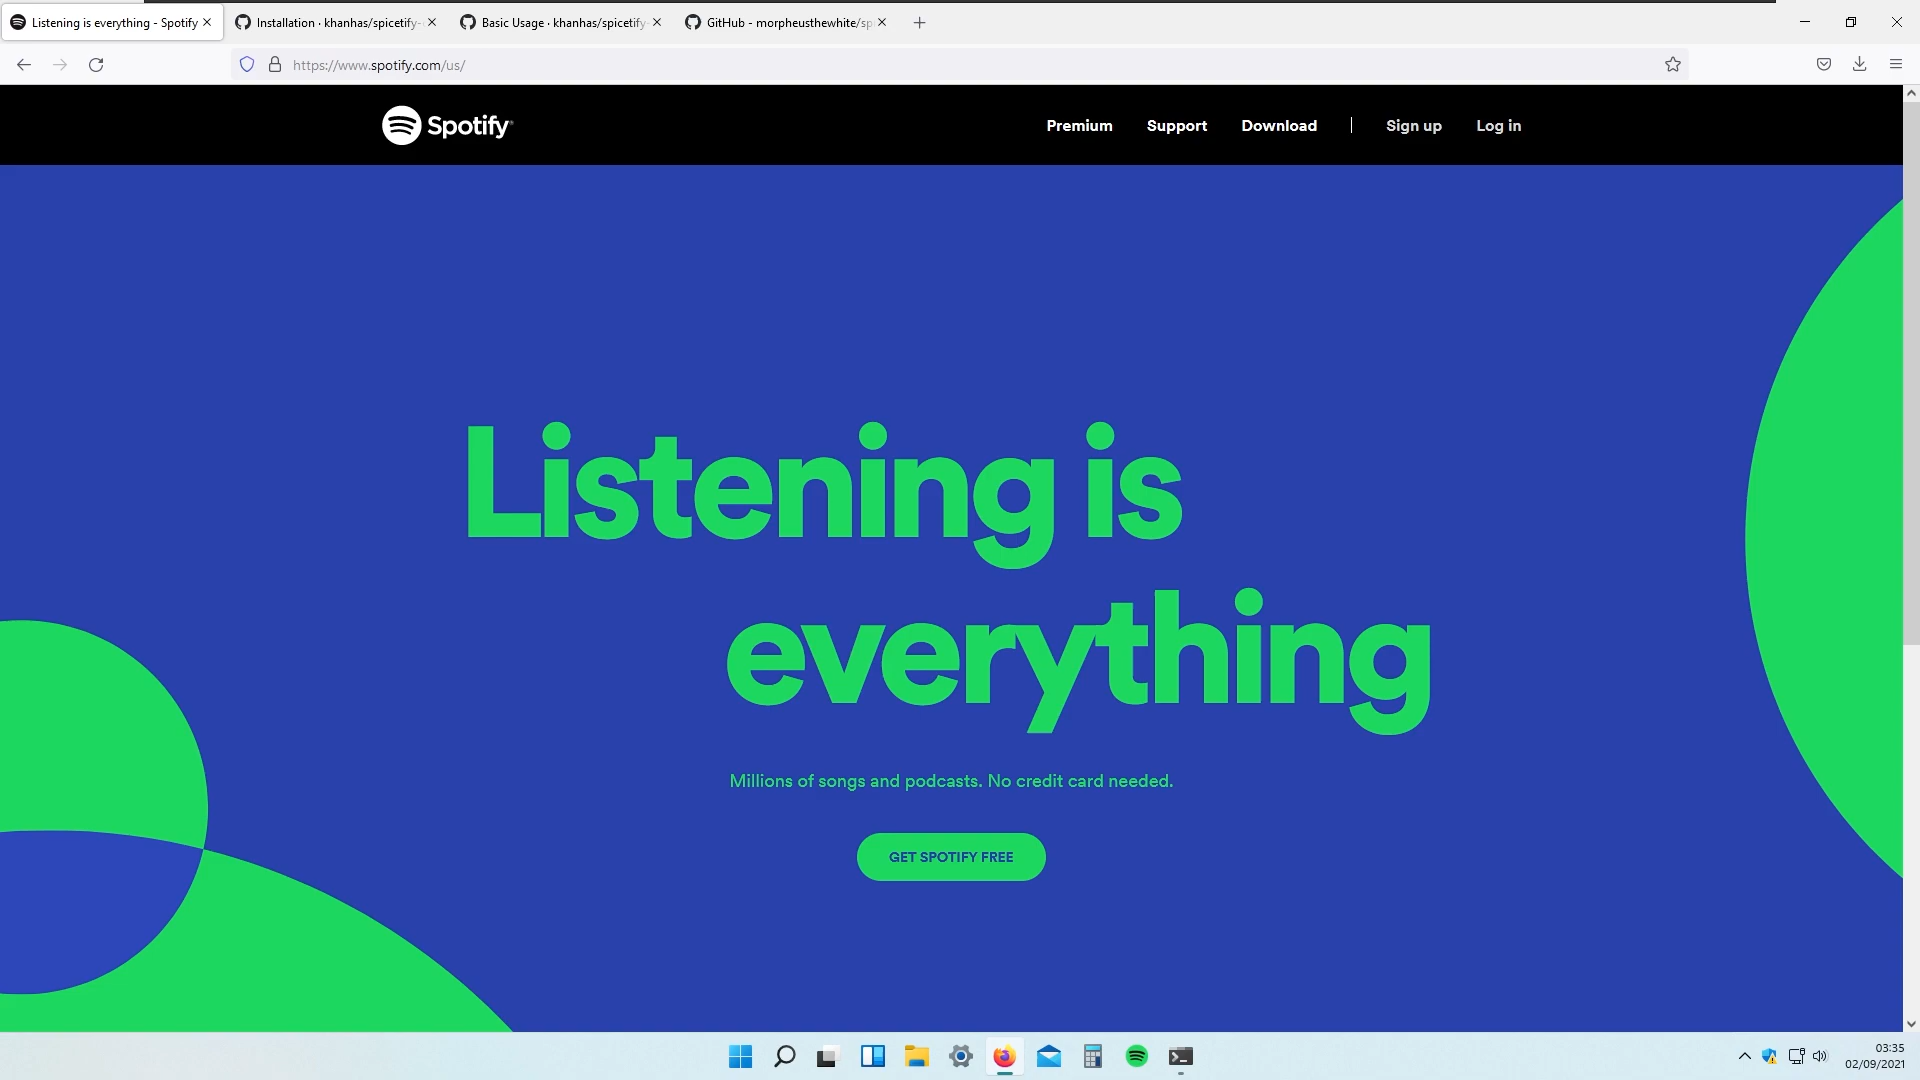 Listening is everything - Spotify
Installation · khanhas/spicetify-
Basic Usage · khanhas/spicetify-
GitHub - morpheusthewhite/sp
https://www.spotify.com/us/
Spotify
Premium
Support
Download
Sign up
Log in
Listening is
everything
Millions of songs and podcasts. No credit card needed.
GET SPOTIFY FREE
03:35
02/09/2021